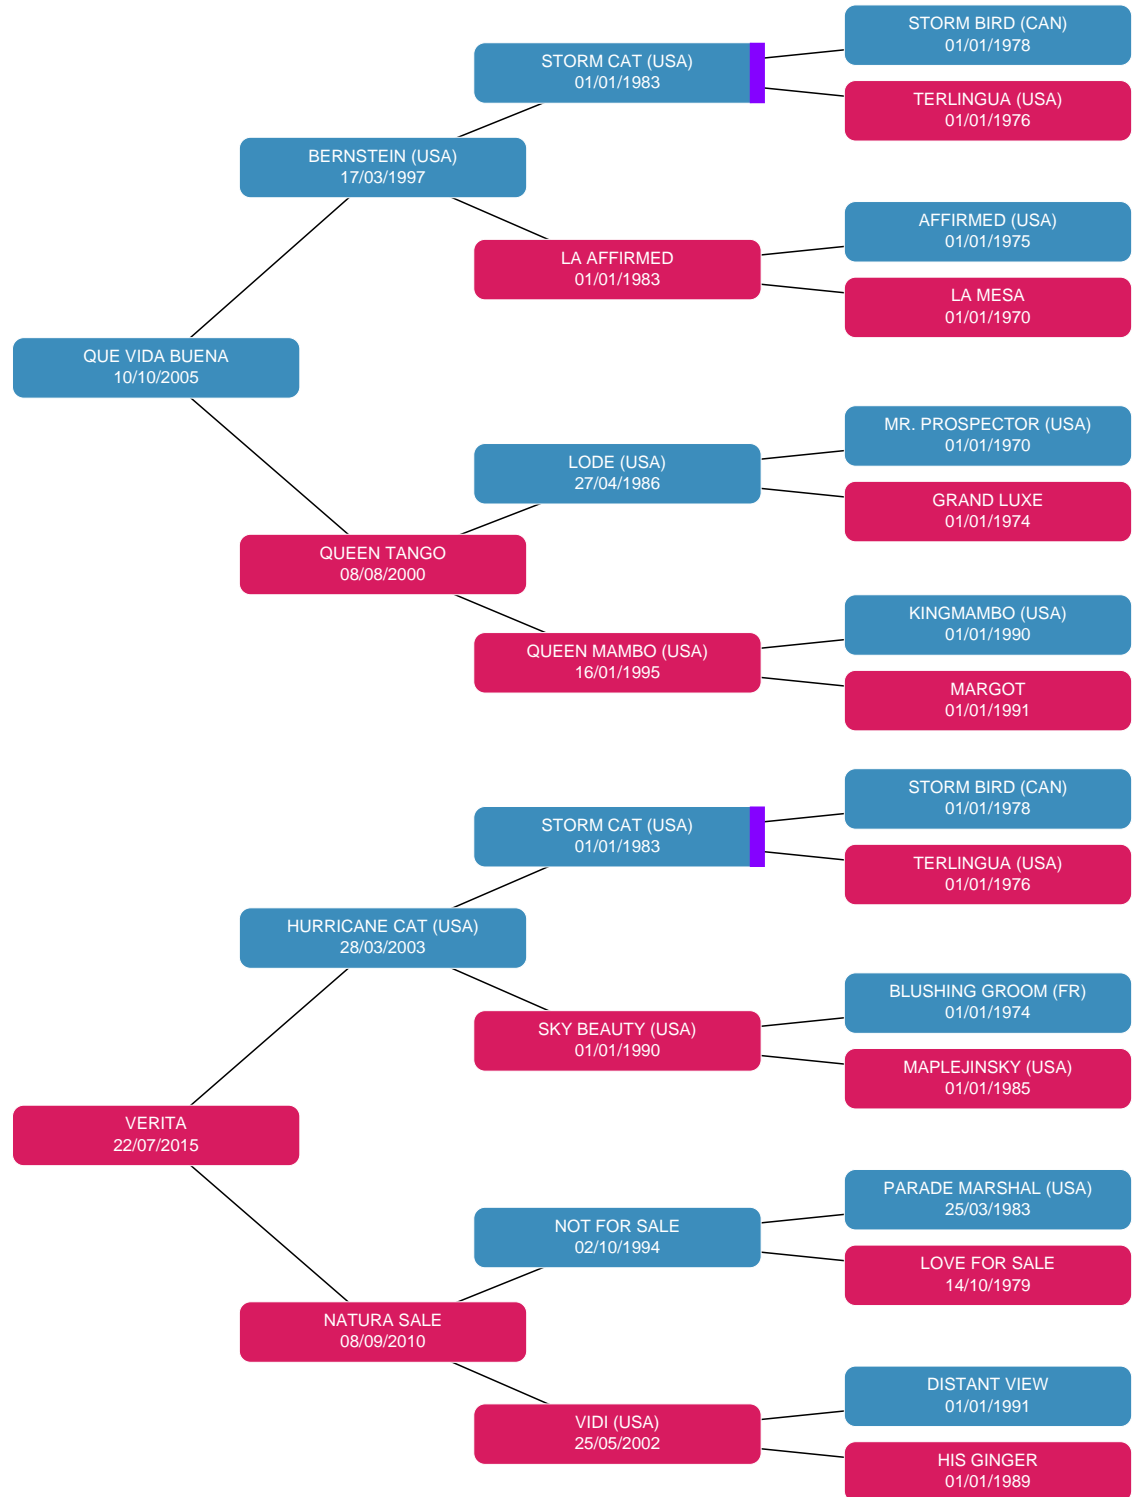 STORM BIRD (CAN)
01/01/1978
STORM CAT (USA)
01/01/1983
TERLINGUA (USA)
01/01/1976
BERNSTEIN (USA)
17/03/1997
AFFIRMED (USA)
01/01/1975
LA AFFIRMED
01/01/1983
LA MESA
01/01/1970
QUE VIDA BUENA
10/10/2005
MR. PROSPECTOR (USA)
01/01/1970
LODE (USA)
27/04/1986
GRAND LUXE
01/01/1974
QUEEN TANGO
08/08/2000
KINGMAMBO (USA)
01/01/1990
QUEEN MAMBO (USA)
16/01/1995
MARGOT
01/01/1991
STORM BIRD (CAN)
01/01/1978
STORM CAT (USA)
01/01/1983
TERLINGUA (USA)
01/01/1976
HURRICANE CAT (USA)
28/03/2003
BLUSHING GROOM (FR)
01/01/1974
SKY BEAUTY (USA)
01/01/1990
MAPLEJINSKY (USA)
01/01/1985
VERITA
22/07/2015
PARADE MARSHAL (USA)
25/03/1983
NOT FOR SALE
02/10/1994
LOVE FOR SALE
14/10/1979
NATURA SALE
08/09/2010
DISTANT VIEW
01/01/1991
VIDI (USA)
25/05/2002
HIS GINGER
01/01/1989